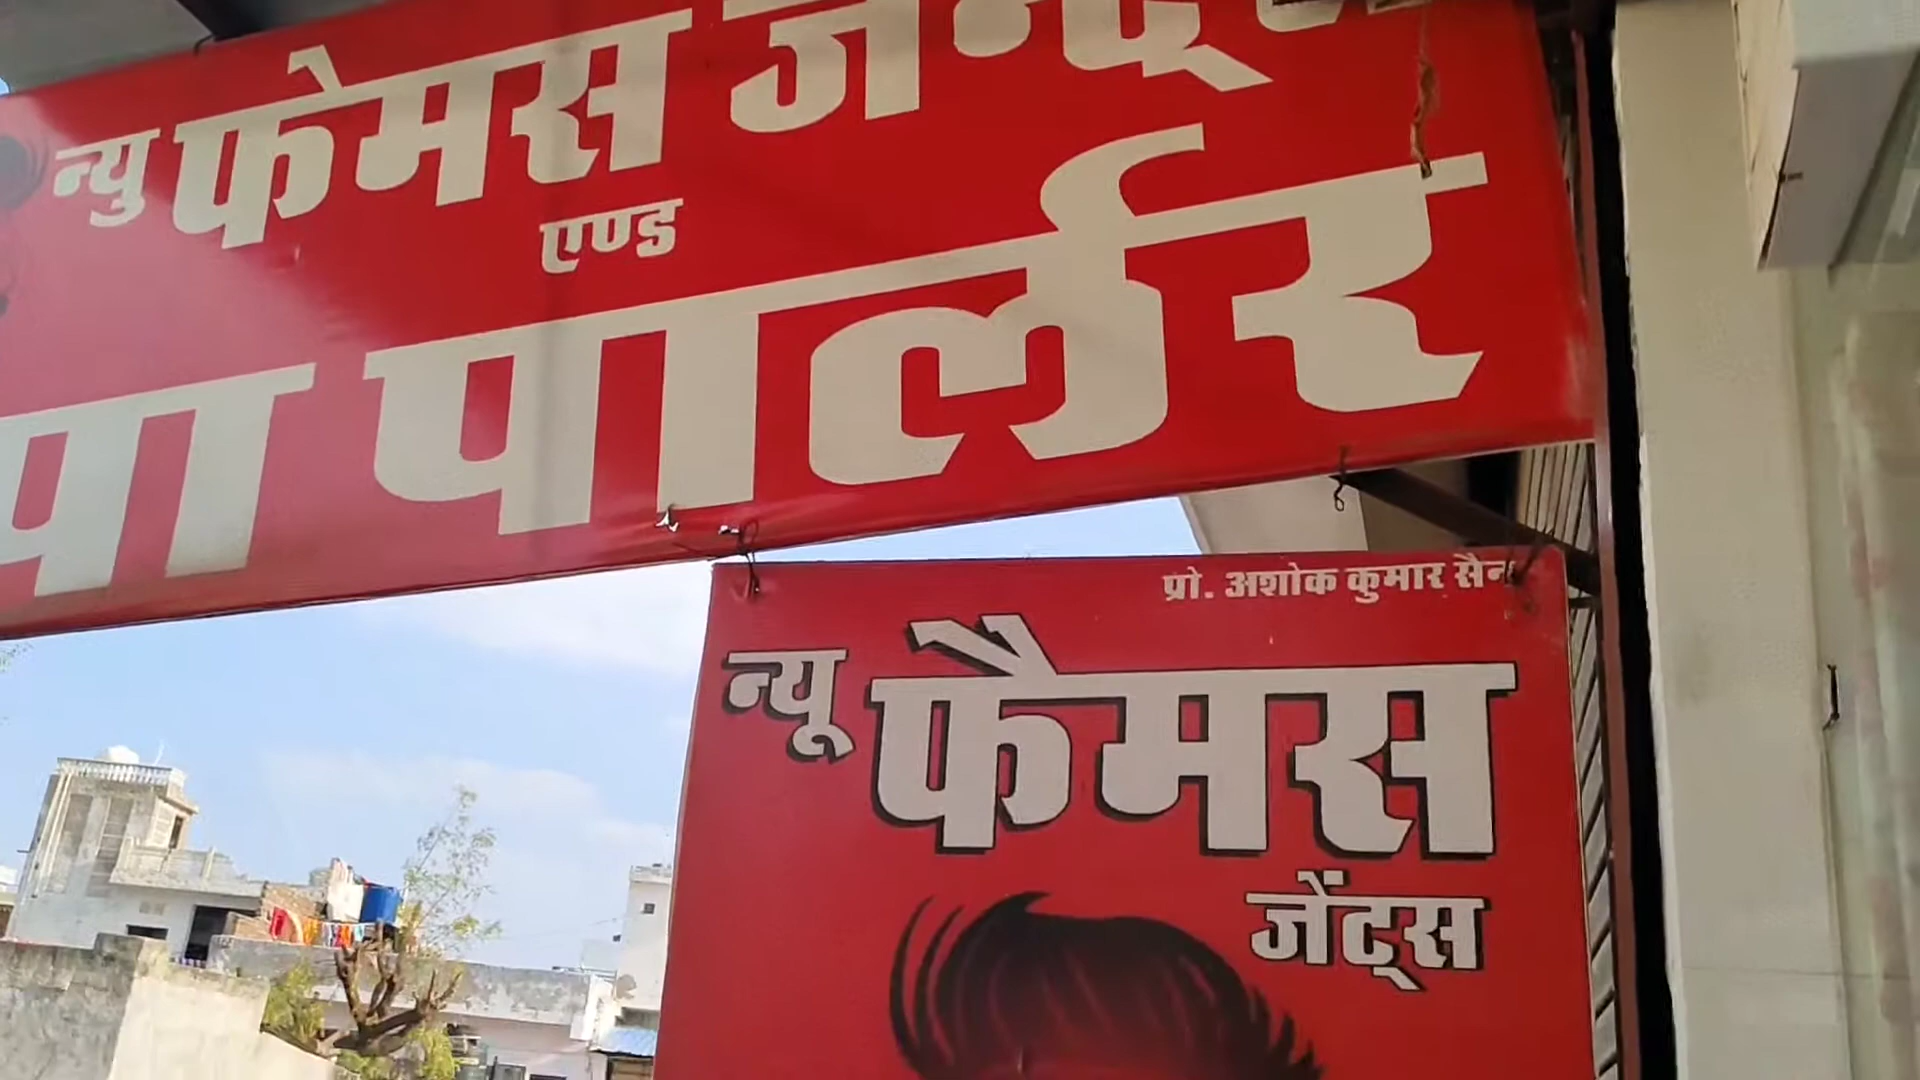 न्यु फेमस जेन्ट्स
एण्ड
पा पार्लर
प्रो. अशोक कुमार सैन
न्यू फैमस
जेंट्स